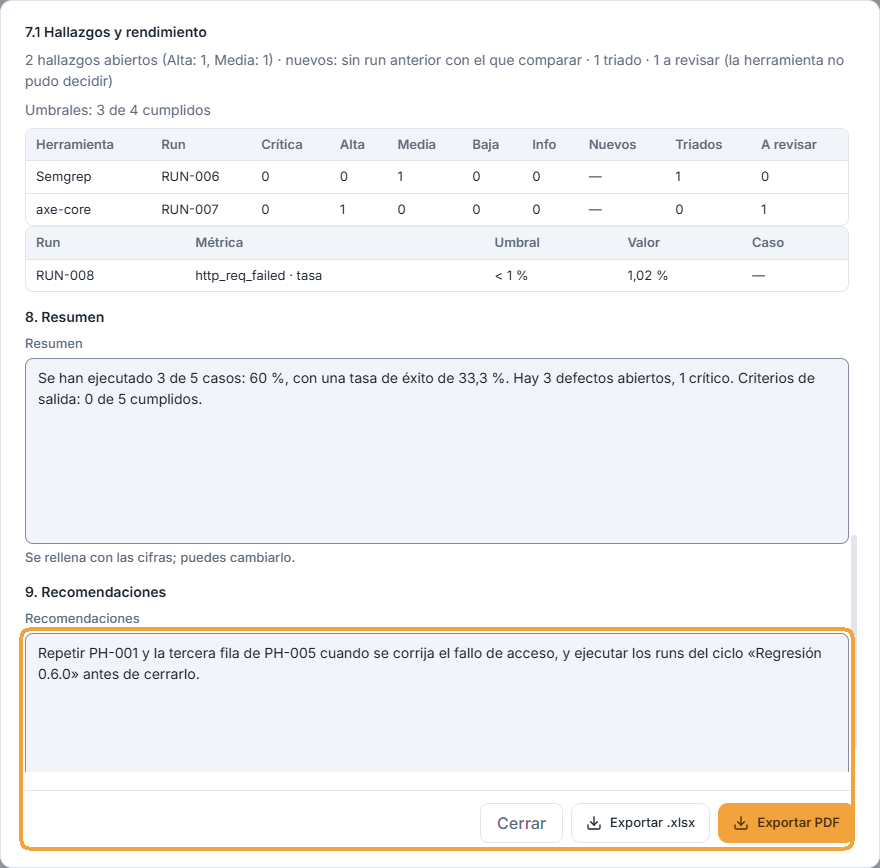 7.1 Hallazgos y rendimiento
2 hallazgos abiertos (Alta: 1, Media: 1) · nuevos: sin run anterior con el que comparar · 1 triado · 1 a revisar (la herramienta no
pudo decidir)
Umbrales: 3 de 4 cumplidos
Herramienta Run Crítica Alta Media Baja Info Nuevos Triados A revisar
Semgrep RUN-006 0 0 1 0 0 — 1 0
axe-core RUN-007 0 1 0 0 0 — 0 1
Run Métrica Umbral Valor Caso
RUN-008 http_req_failed · tasa < 1 % 1,02 % —
8. Resumen
Resumen
Se han ejecutado 3 de 5 casos: 60 %, con una tasa de éxito de 33,3 %. Hay 3 defectos abiertos, 1 crítico. Criterios de
salida: 0 de 5 cumplidos.
Se rellena con las cifras; puedes cambiarlo.
9. Recomendaciones
Recomendaciones
Repetir PH-001 y la tercera fila de PH-005 cuando se corrija el fallo de acceso, y ejecutar los runs del ciclo «Regresión
0.6.0» antes de cerrarlo.
Cerrar Exportar .xlsx Exportar PDF